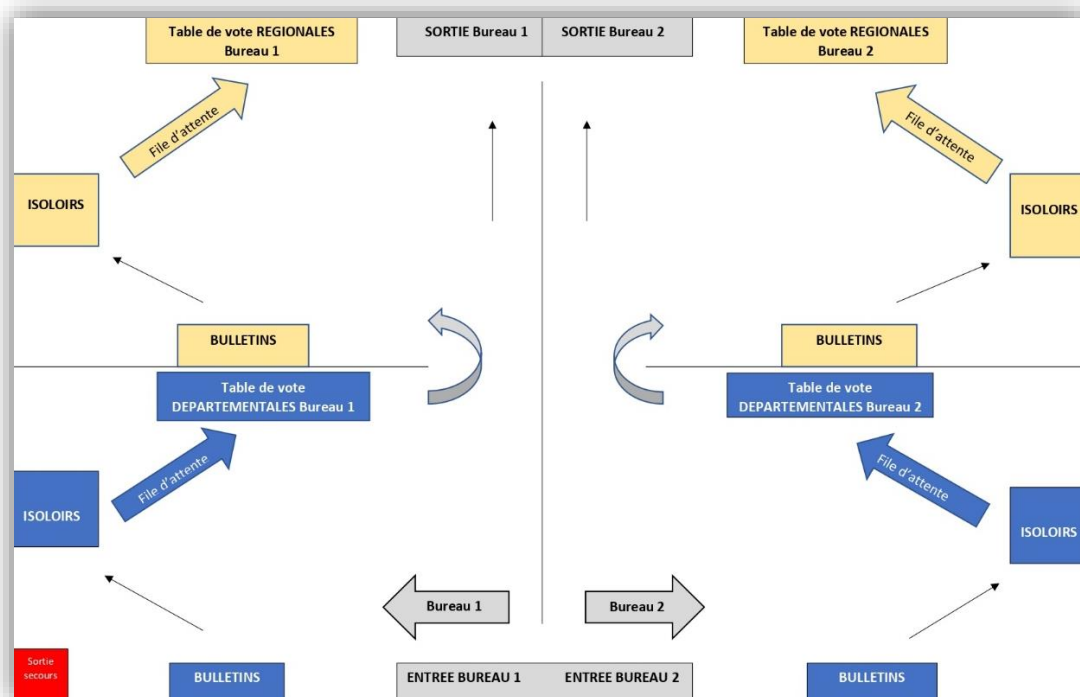 Table de vote REGIONALES
Bureau 1
SORTIE Bureau 1
SORTIE Bureau 2
Table de vote REGIONALES
Bureau 2
File d'attente
File d'attente
ISOLOIRS
ISOLOIRS
BULLETINS
BULLETINS
Table de vote
DEPARTEMENTALES Bureau 1
Table de vote
DEPARTEMENTALES Bureau 2
File d'attente
File d'attente
ISOLOIRS
ISOLOIRS
Bureau 1
Bureau 2
Sortie
secours
BULLETINS
ENTREE BUREAU 1
ENTREE BUREAU 2
BULLETINS